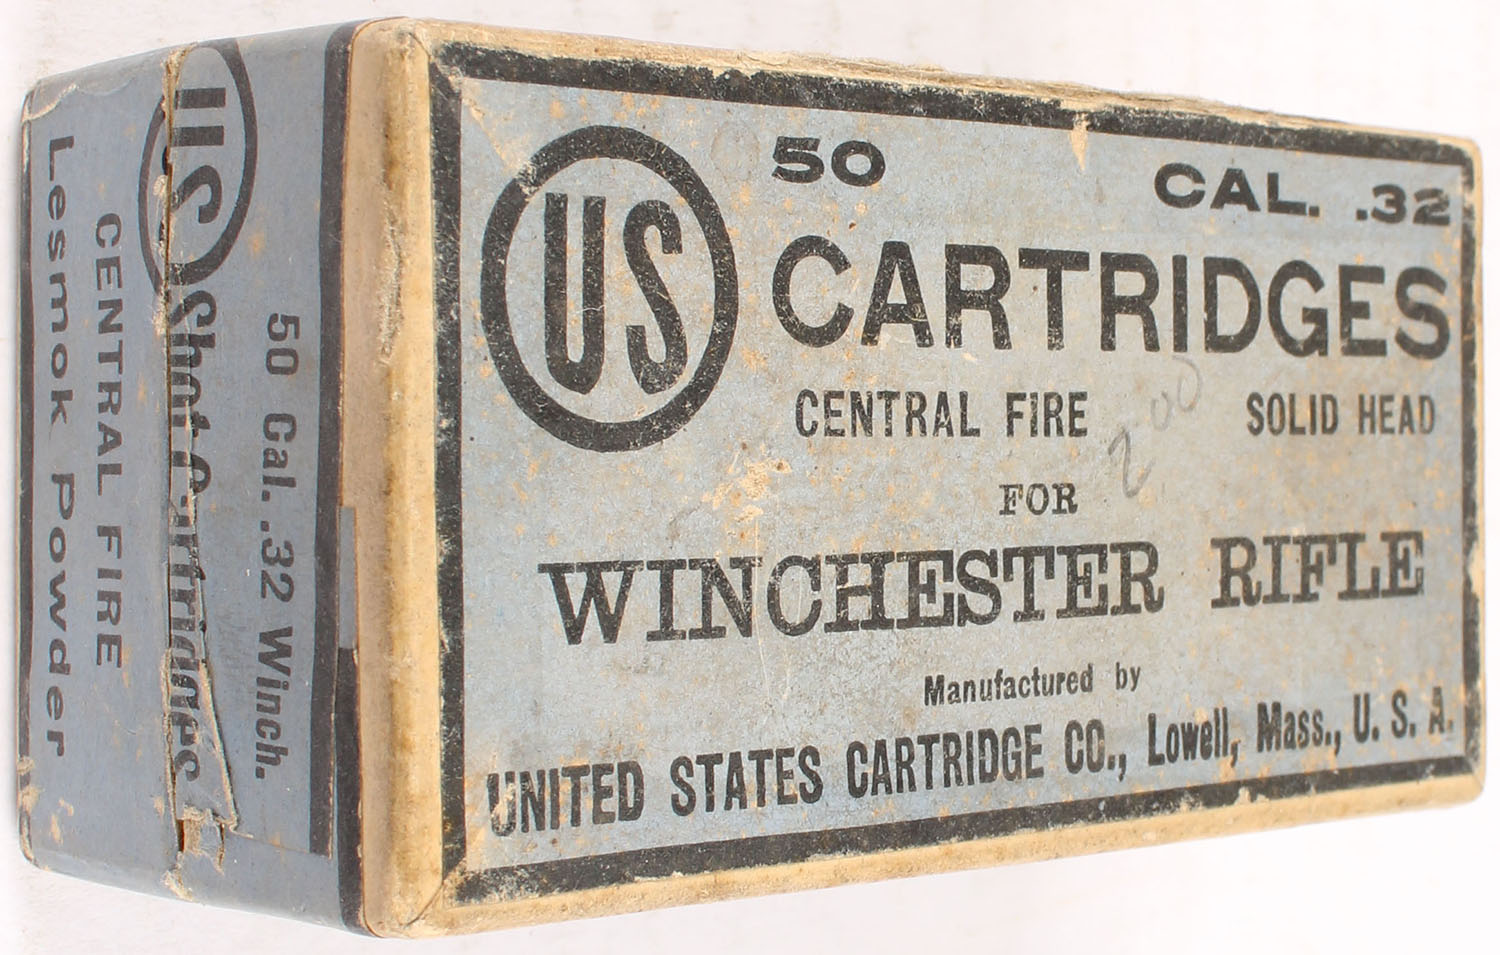 US
50 CAL. .32
CARTRIDGES
CENTRAL FIRE SOLID HEAD
200
FOR
WINCHESTER RIFLE
Manufactured by
UNITED STATES CARTRIDGE CO., Lowell, Mass., U. S. A.
50 Cal. .32 Winch.
US Shot Cartridges
CENTRAL FIRE
Lesmok Powder